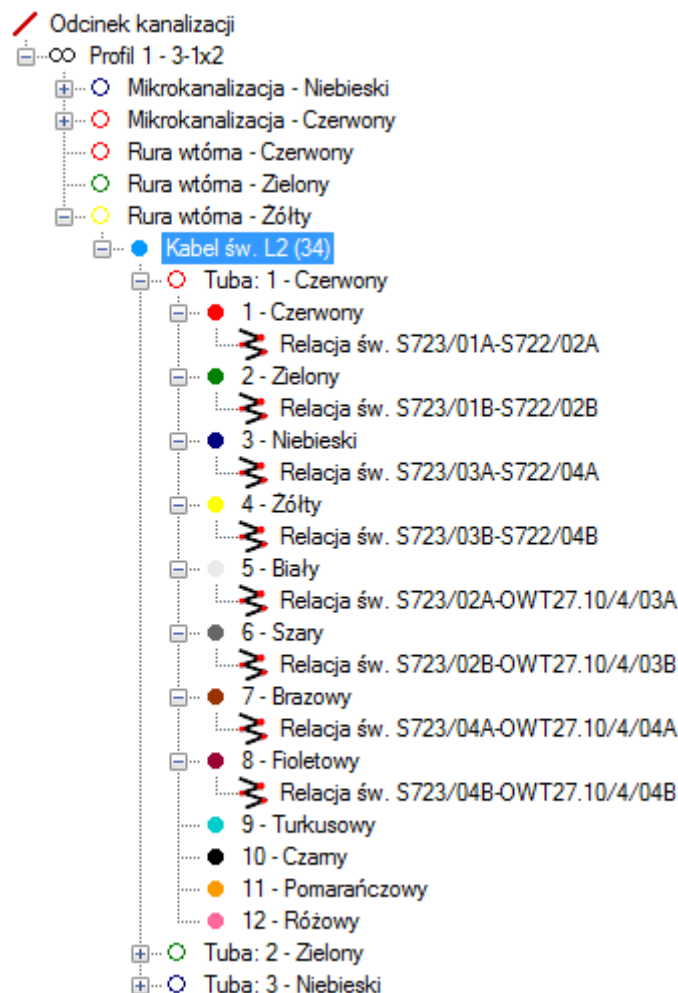 Odcinek kanalizacji
Profil 1 - 3-1x2
Mikrokanalizacja - Niebieski
Mikrokanalizacja - Czerwony
Rura wtórna - Czerwony
Rura wtórna - Zielony
Rura wtórna - Żółty
Kabel św. L2 (34)
Tuba: 1 - Czerwony
1 - Czerwony
Relacja św. S723/01A-S722/02A
2 - Zielony
Relacja św. S723/01B-S722/02B
3 - Niebieski
Relacja św. S723/03A-S722/04A
4 - Żółty
Relacja św. S723/03B-S722/04B
5 - Biały
Relacja św. S723/02A-OWT27.10/4/03A
6 - Szary
Relacja św. S723/02B-OWT27.10/4/03B
7 - Brazowy
Relacja św. S723/04A-OWT27.10/4/04A
8 - Fioletowy
Relacja św. S723/04B-OWT27.10/4/04B
9 - Turkusowy
10 - Czarny
11 - Pomarańczowy
12 - Różowy
Tuba: 2 - Zielony
Tuba: 3 - Niebieski